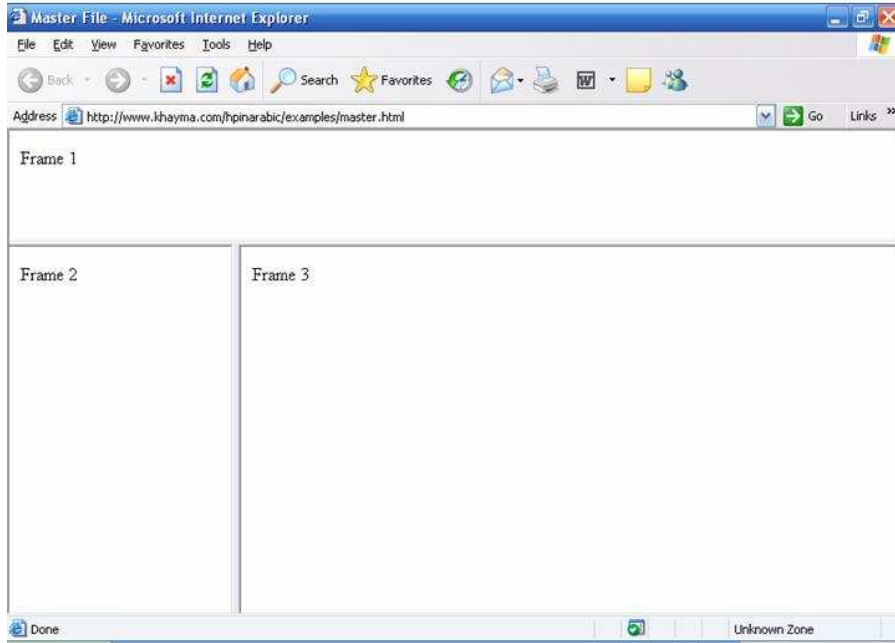 Master File - Microsoft Internet Explorer
File Edit View Favorites Tools Help
Back Search Favorites W
Address http://www.khayma.com/hpinarabic/examples/master.html Go Links »
Frame 1
Frame 2 Frame 3
Done Unknown Zone